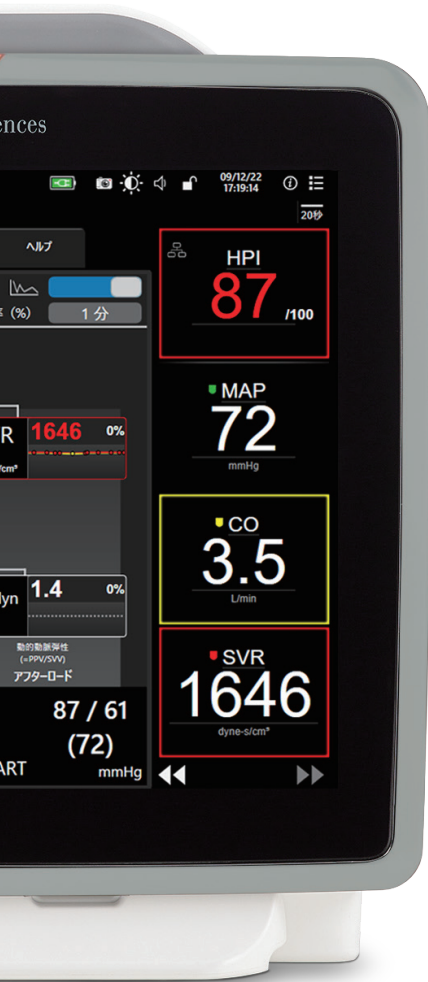 ences
09/12/22
17:19:14
20秒
ヘルプ
(%)
1 分
HPI
87 /100
MAP
72
mmHg
R 1646 0%
/cm⁵
CO
3.5
L/min
dyn 1.4 0%
動的動脈弾性
(=PPV/SVV)
アフターロード
SVR
1646
dyne-s/cm⁵
87 / 61
(72)
ART mmHg